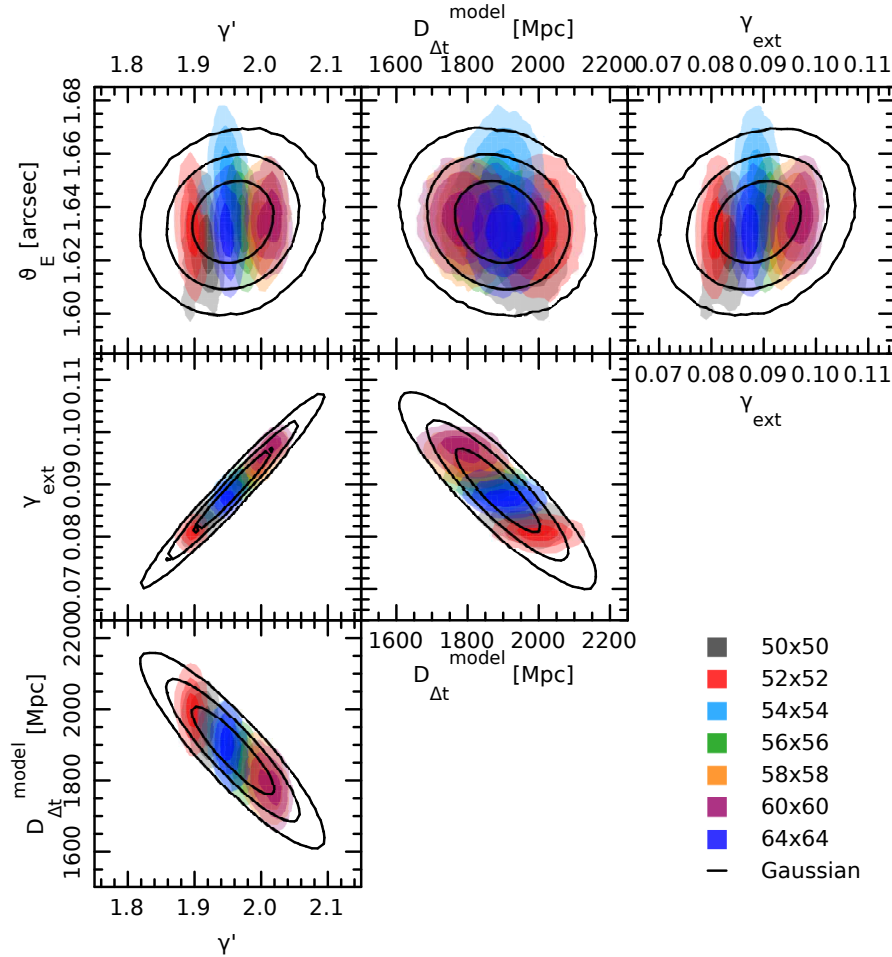 γ' D_Δt^model [Mpc] γ_ext
1.8 1.9 2.0 2.1 1600 1800 2000 2200 0.07 0.08 0.09 0.10 0.11
ϑ_E [arcsec]
1.68
1.66
1.64
1.62
1.60
0.07 0.08 0.09 0.10 0.11
γ_ext
γ_ext
0.11
0.10
0.09
0.08
0.07
1600 1800 2000 2200
D_Δt^model [Mpc]
D_Δt^model [Mpc]
2200
2000
1800
1600
1.8 1.9 2.0 2.1
γ'
50x50
52x52
54x54
56x56
58x58
60x60
64x64
Gaussian